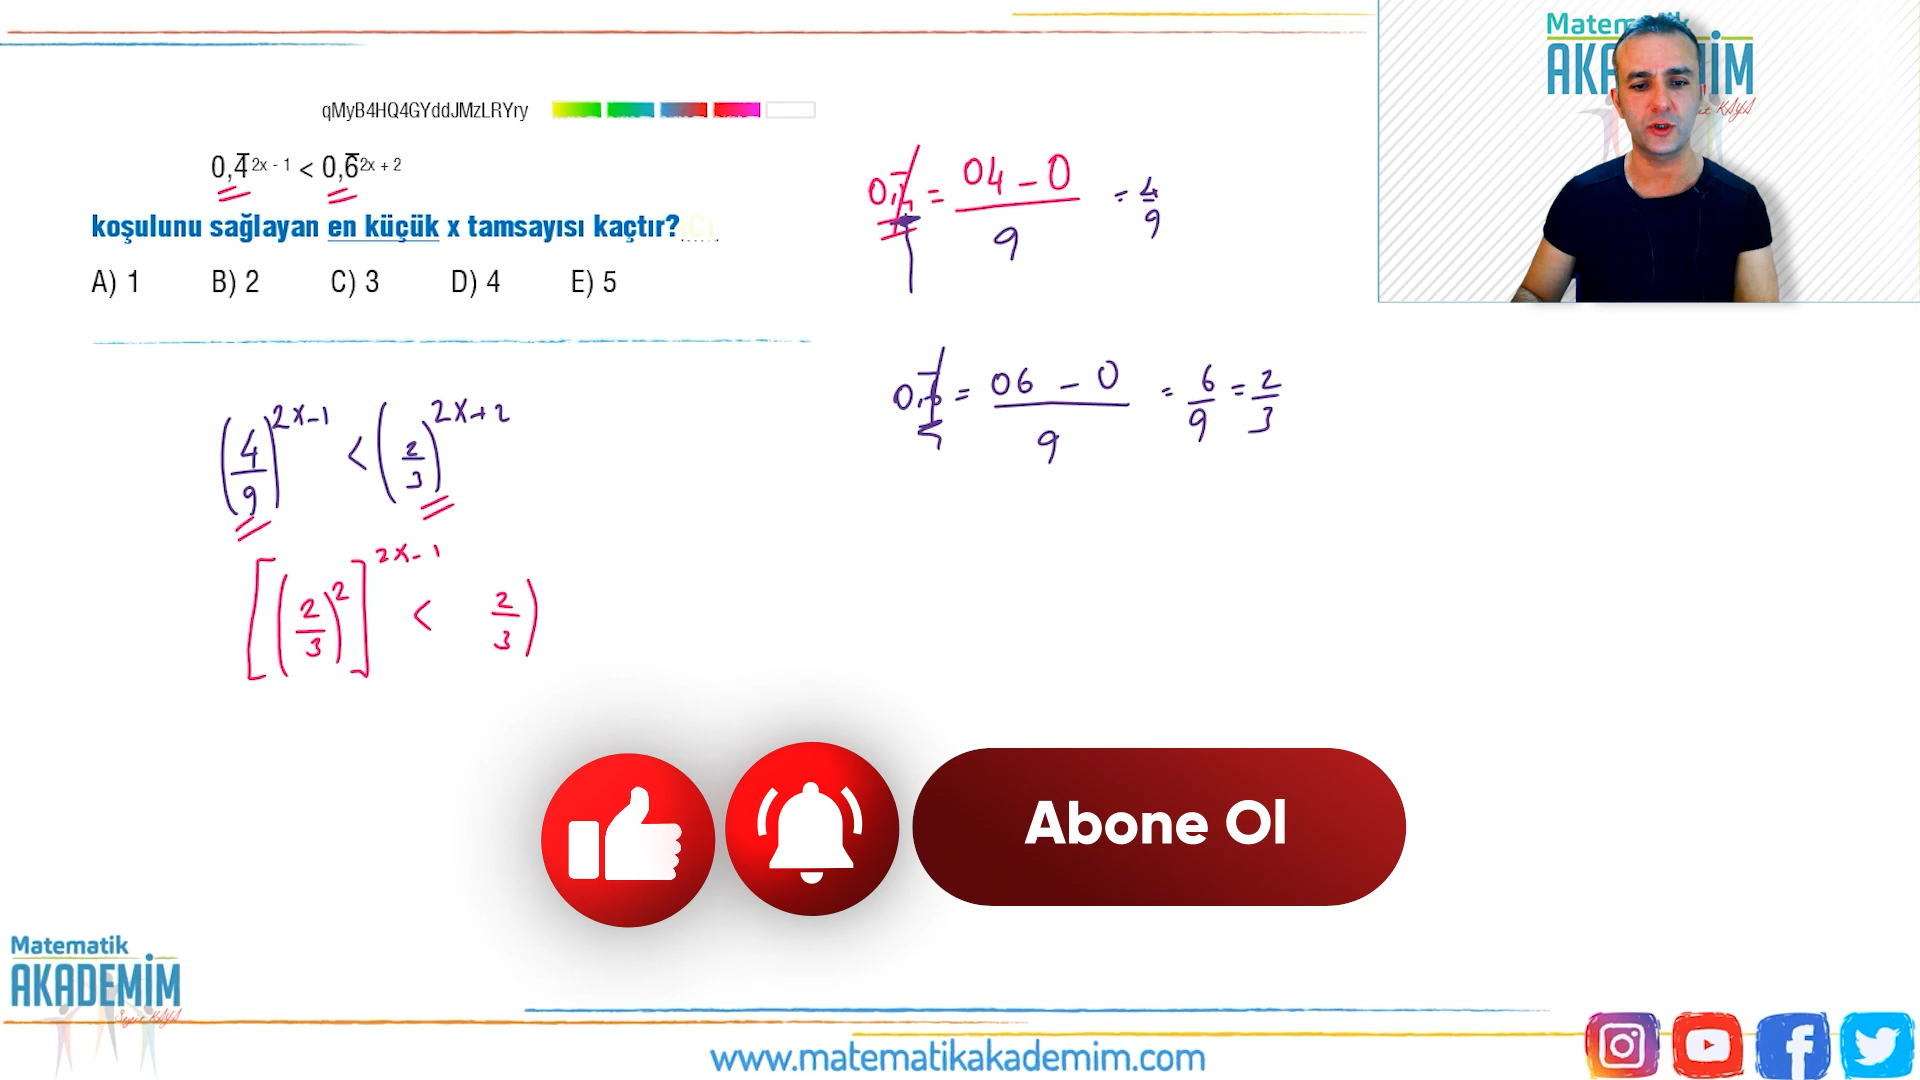 Matematik
AKADEMİM
qMyB4HQ4GYddJMzLRYry
0,4̅ 2x - 1 < 0,6̅ 2x + 2
koşulunu sağlayan en küçük x tamsayısı kaçtır? (C)
A) 1 B) 2 C) 3 D) 4 E) 5
0,4̅ = 04 - 0 / 9 = 4/9
0,6̅ = 06 - 0 / 9 = 6/9 = 2/3
(4/9)^2x-1 < (2/3)^2x+2
[(2/3)^2]^2x-1 < 2/3)
Abone Ol
Matematik
AKADEMİM
Seyit KAYA
www.matematikakademim.com